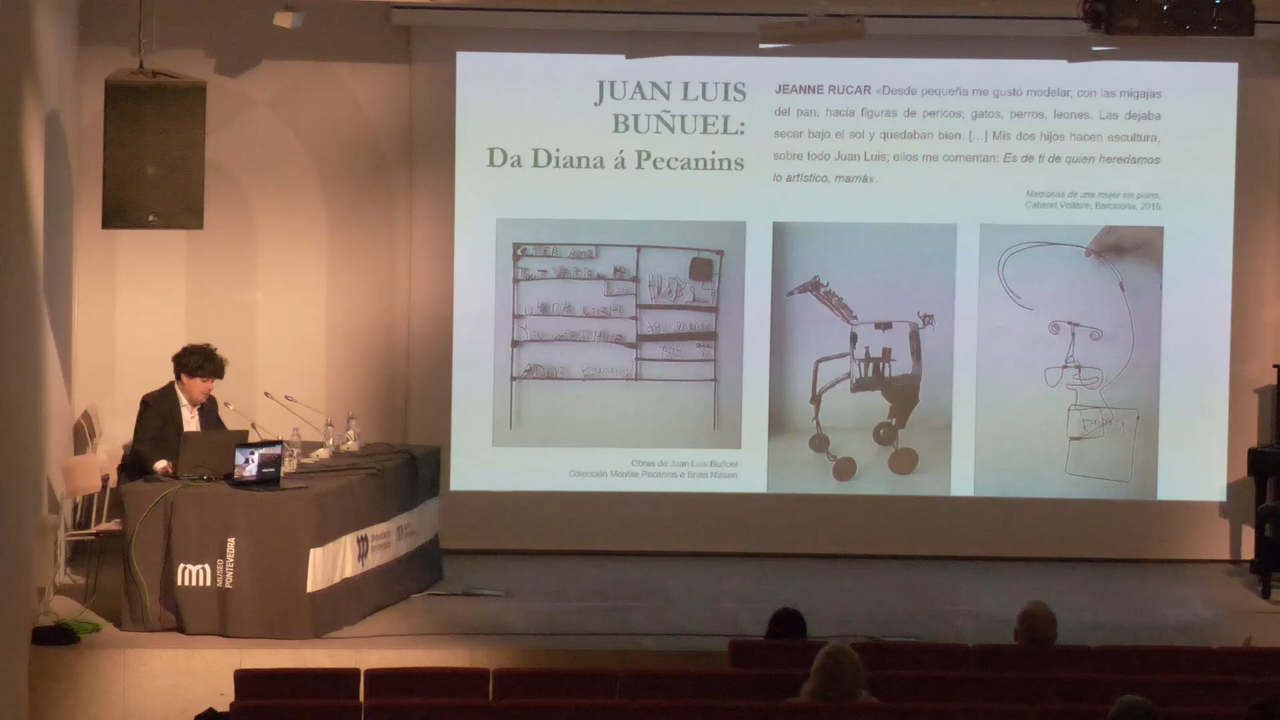 JUAN LUIS
BUÑUEL:
Da Diana á Pecanins
JEANNE RUCAR «Desde pequeña me gustó modelar, con las migajas
del pan, hacía figuras de pericos, gatos, perros, leones. Las dejaba
secar bajo el sol y quedaban bien. [...] Mis dos hijos hacen escultura,
sobre todo Juan Luis; ellos me comentan: Es de ti de quien heredamos
lo artístico, mamá».
Memorias de una mujer sin piano,
Cabaret Voltaire, Barcelona,
Obras de Juan Luis Buñuel
Colección Montse Pecanins e Brian Nissen
MUSEO
PONTEVEDRA